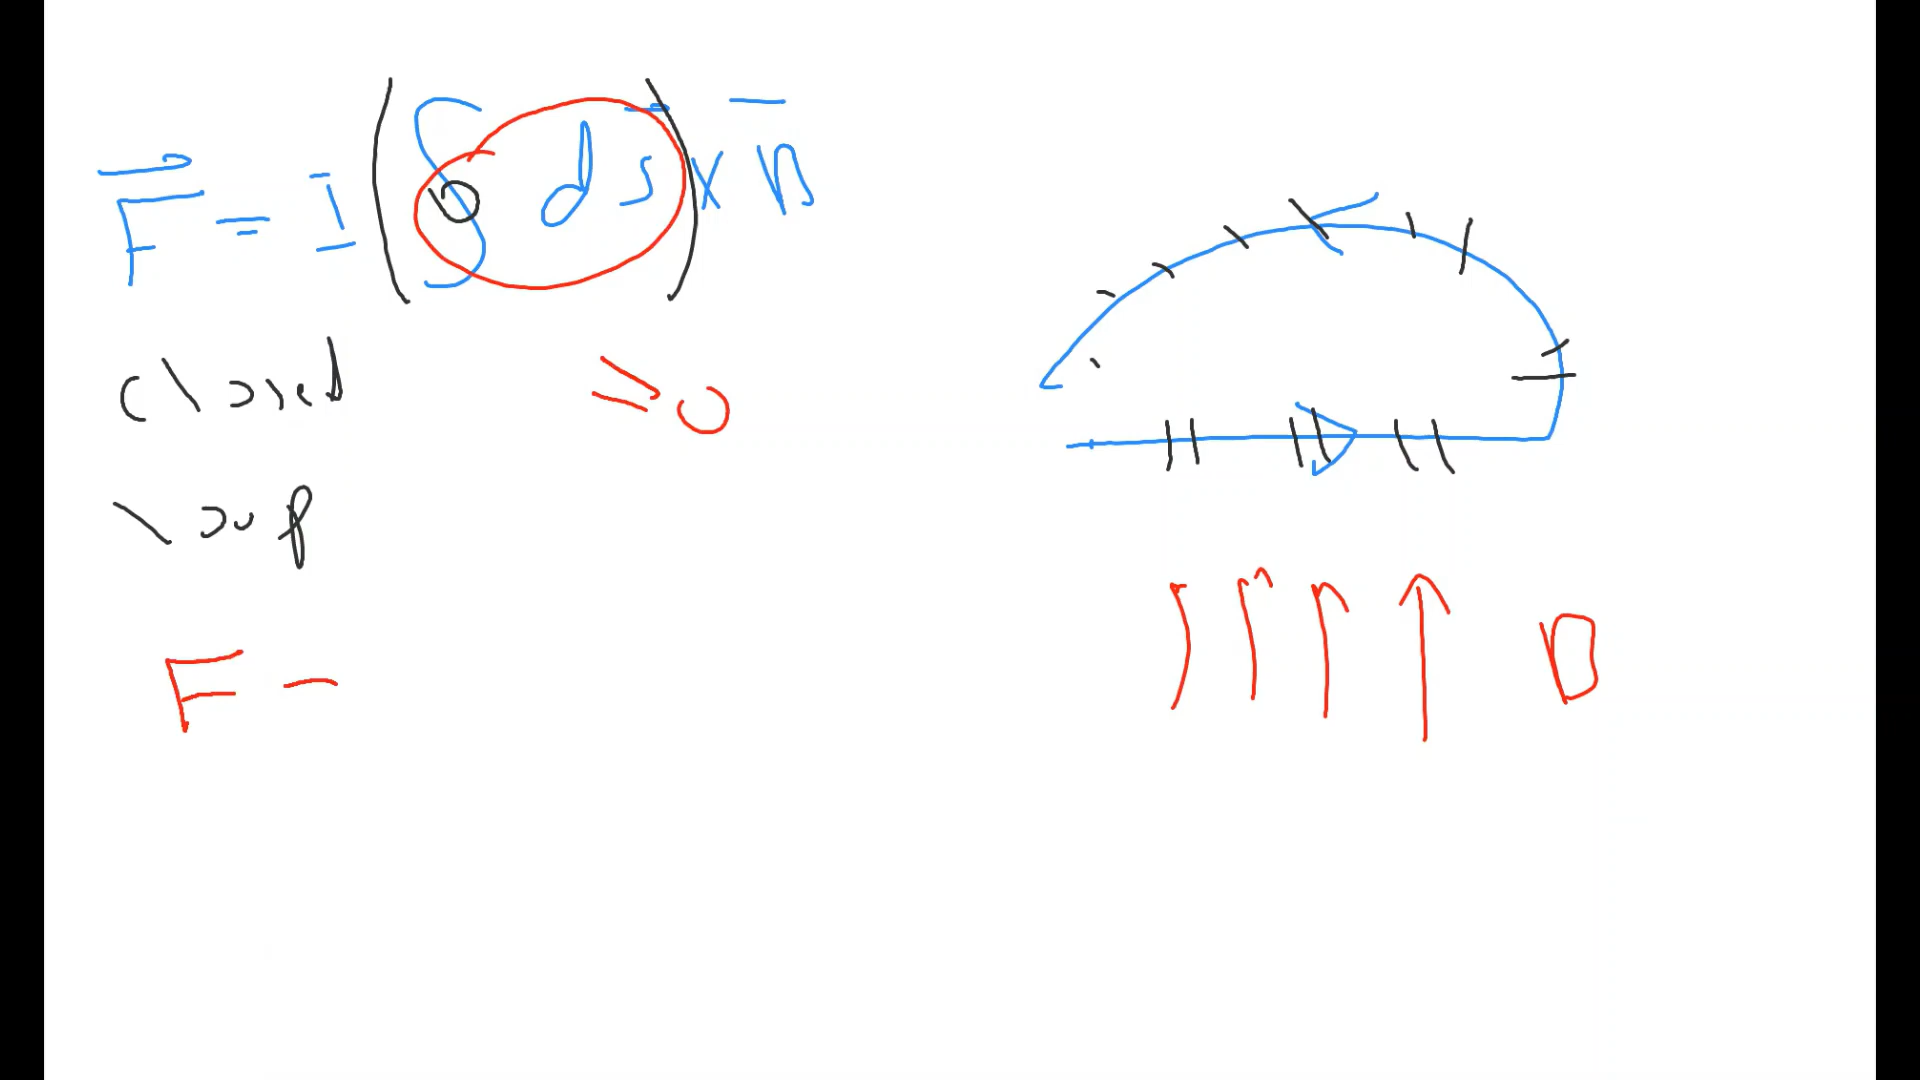 F = I ( ∮ ds ) x B
closed
= 0
loop
F =
B